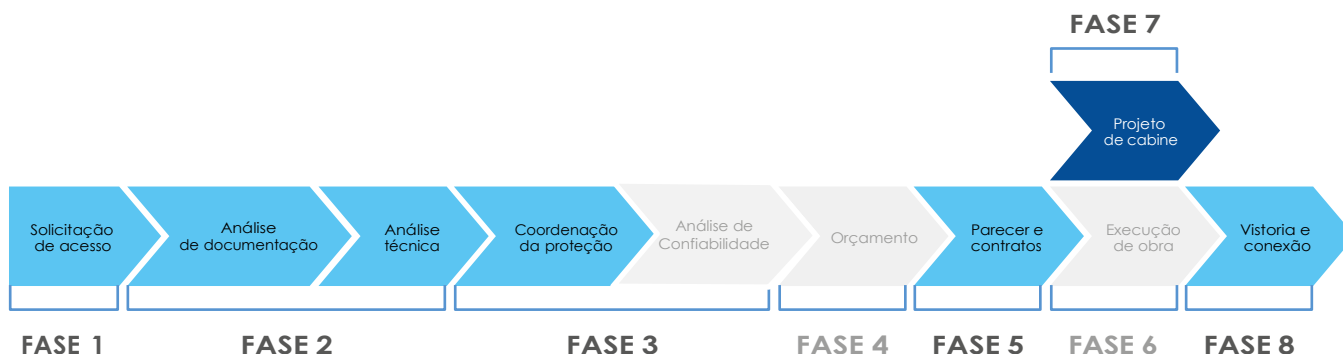 FASE 7
Projeto
de cabine
Solicitação
de acesso
Análise
de documentação
Análise
técnica
Coordenação
da proteção
Análise de
Confiabilidade
Orçamento
Parecer e
contratos
Execução
de obra
Vistoria e
conexão
FASE 1
FASE 2
FASE 3
FASE 4
FASE 5
FASE 6
FASE 8